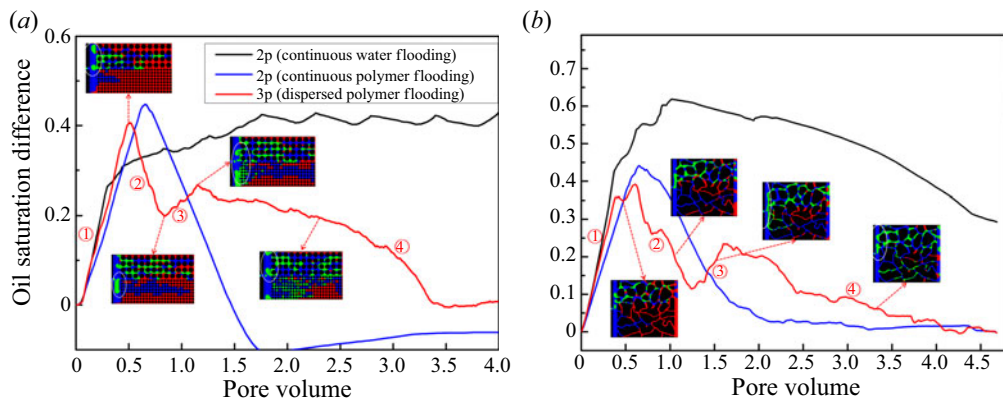 (a)
0.6
0.4
0.2
0
Oil saturation difference
2p (continuous water flooding)
2p (continuous polymer flooding)
3p (dispersed polymer flooding)
①
②
③
④
0 0.5 1.0 1.5 2.0 2.5 3.0 3.5 4.0
Pore volume
(b)
0.7
0.6
0.5
0.4
0.3
0.2
0.1
0
①
②
③
④
0 0.5 1.0 1.5 2.0 2.5 3.0 3.5 4.0 4.5
Pore volume